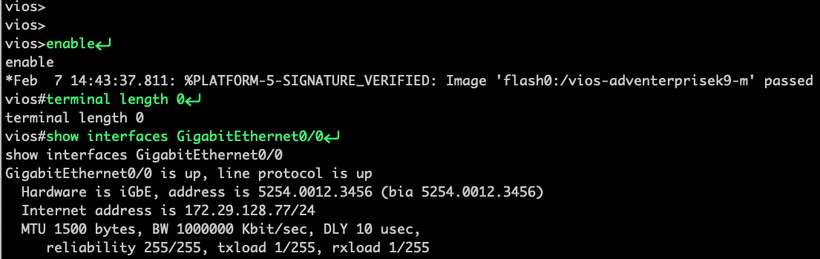 vios>
vios>
vios>enable↵
enable
*Feb  7 14:43:37.811: %PLATFORM-5-SIGNATURE_VERIFIED: Image 'flash0:/vios-adventerprisek9-m' passed
vios#terminal length 0↵
terminal length 0
vios#show interfaces GigabitEthernet0/0↵
show interfaces GigabitEthernet0/0
GigabitEthernet0/0 is up, line protocol is up
  Hardware is iGbE, address is 5254.0012.3456 (bia 5254.0012.3456)
  Internet address is 172.29.128.77/24
  MTU 1500 bytes, BW 1000000 Kbit/sec, DLY 10 usec,
     reliability 255/255, txload 1/255, rxload 1/255